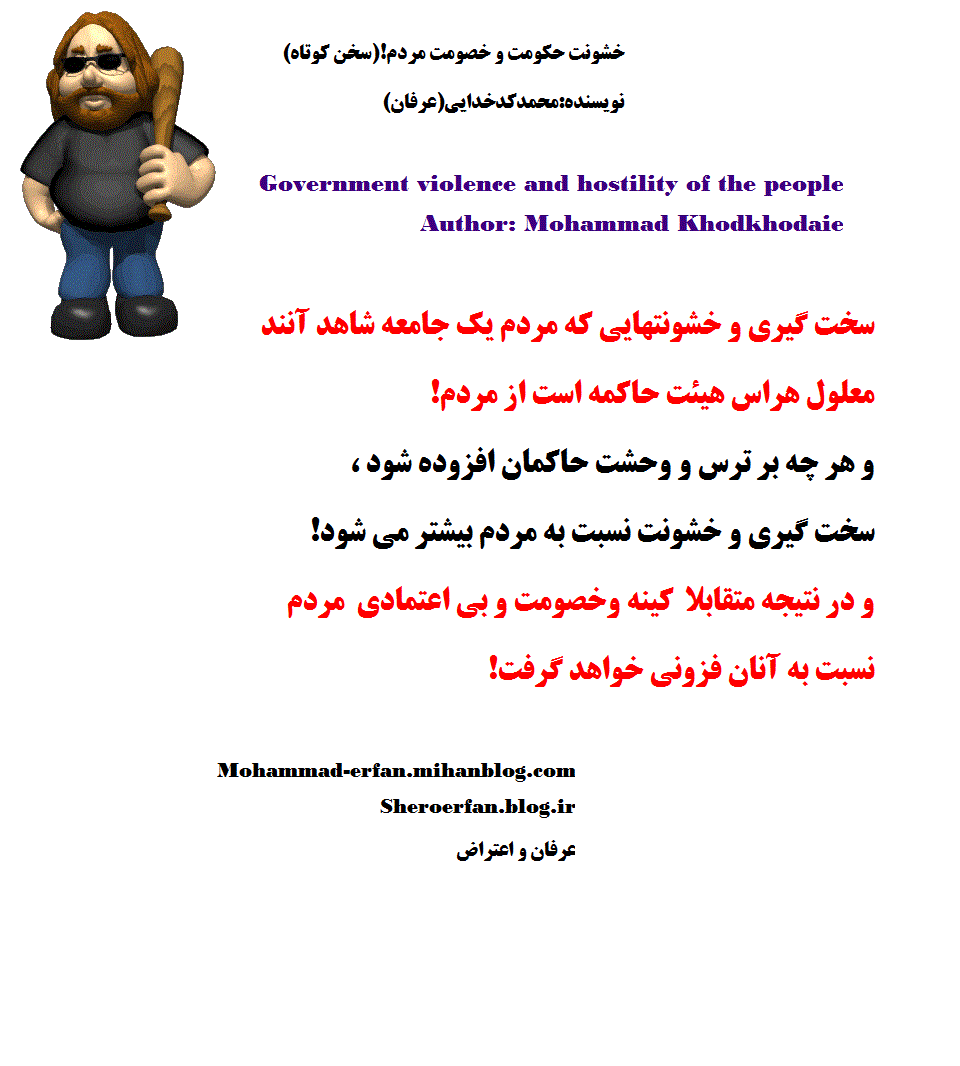 خشونت حکومت و خصومت مردم!(سخن کوتاه)
نویسنده:محمدکدخدایی(عرفان)
Government violence and hostility of the people
Author: Mohammad Khodkhodaie
سخت گیری و خشونتهایی که مردم یک جامعه شاهد آنند
معلول هراس هیئت حاکمه است از مردم!
و هر چه بر ترس و وحشت حاکمان افزوده شود ،
سخت گیری و خشونت نسبت به مردم بیشتر می شود!
و در نتیجه متقابلا کینه وخصومت و بی اعتمادی مردم
نسبت به آنان فزونی خواهد گرفت!
Mohammad-erfan.mihanblog.com
Sheroerfan.blog.ir
عرفان و اعتراض